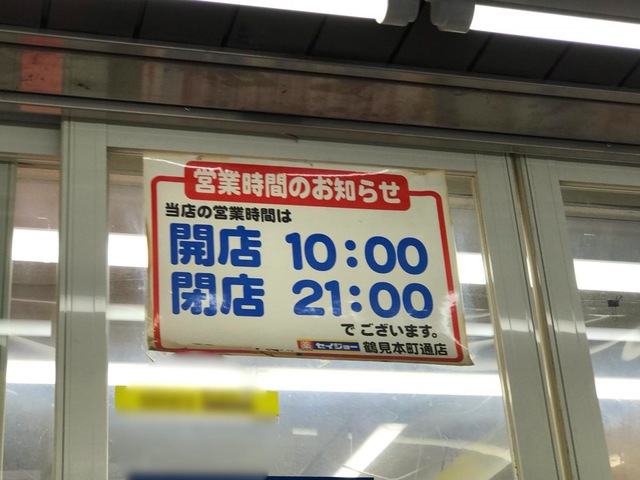 営業時間のお知らせ
当店の営業時間は
開店 10:00
閉店 21:00
でございます。
薬 セイジョー 鶴見本町通店